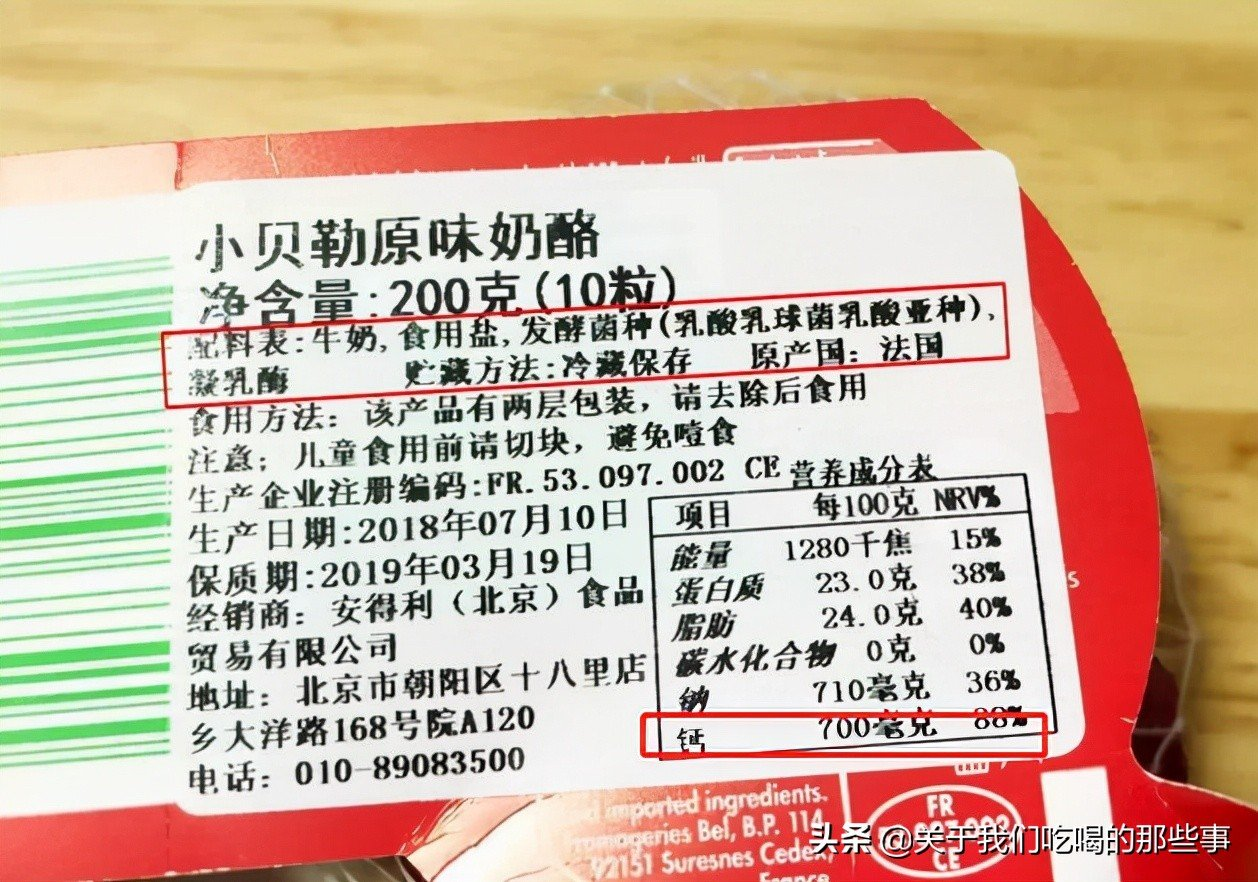 小贝勒原味奶酪
净含量:200克(10粒)
配料表:牛奶,食用盐,发酵菌种(乳酸乳球菌乳酸亚种),
凝乳酶 贮藏方法:冷藏保存 原产国：法国
食用方法：该产品有两层包装，请去除后食用
注意：儿童食用前请切块，避免噎食
生产企业注册编码:FR.53.097.002 CE
生产日期:2018年07月10日
保质期:2019年03月19日
经销商：安得利（北京）食品
贸易有限公司
地址：北京市朝阳区十八里店
乡大洋路168号院A120
电话：010-89083500
营养成分表
项目 每100克 NRV%
能量 1280千焦 15%
蛋白质 23.0克 38%
脂肪 24.0克 40%
碳水化合物 0克 0%
钠 710毫克 36%
钙 700毫克 88%
imported ingredients.
Bel, B.P. 114,
92151 Suresnes Cedex,
France
FR
CE
头条 @关于我们吃喝的那些事